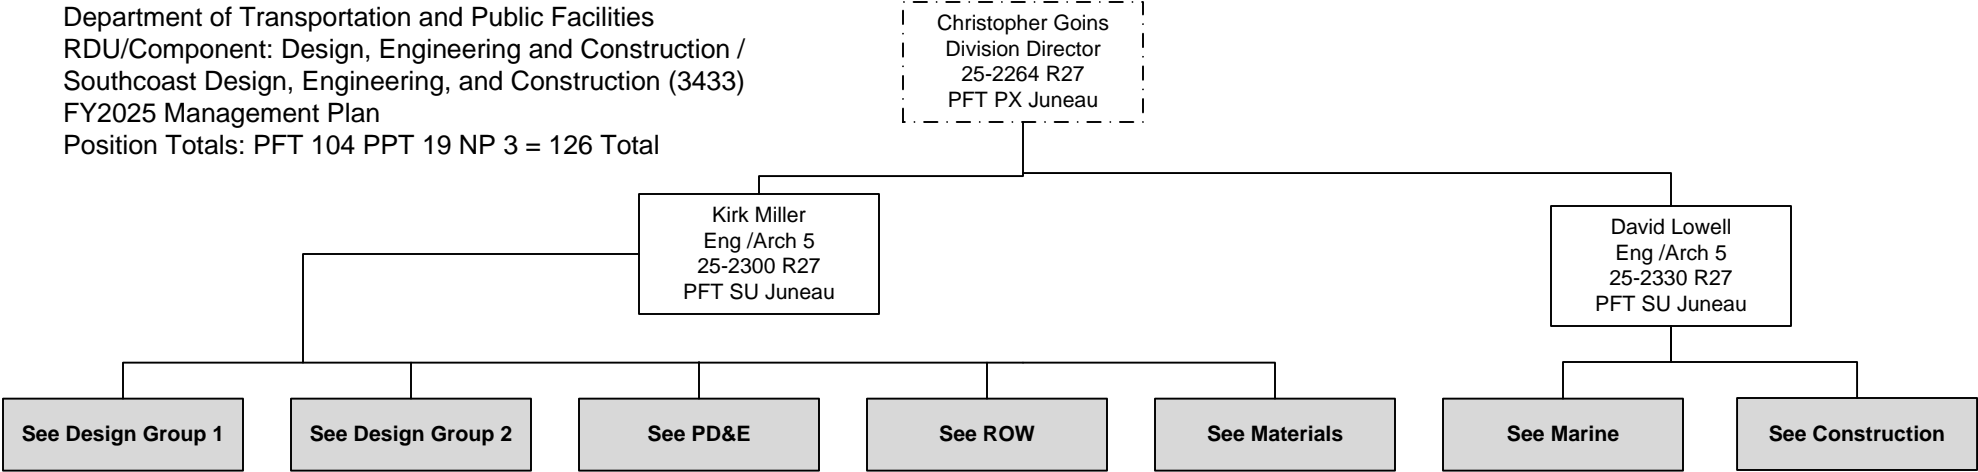 Department of Transportation and Public Facilities
RDU/Component: Design, Engineering and Construction /
Southcoast Design, Engineering, and Construction (3433)
FY2025 Management Plan
Position Totals: PFT 104 PPT 19 NP 3 = 126 Total
Christopher Goins
Division Director
25-2264 R27
PFT PX Juneau
Kirk Miller
Eng /Arch 5
25-2300 R27
PFT SU Juneau
David Lowell
Eng /Arch 5
25-2330 R27
PFT SU Juneau
See Design Group 1
See Design Group 2
See PD&E
See ROW
See Materials
See Marine
See Construction